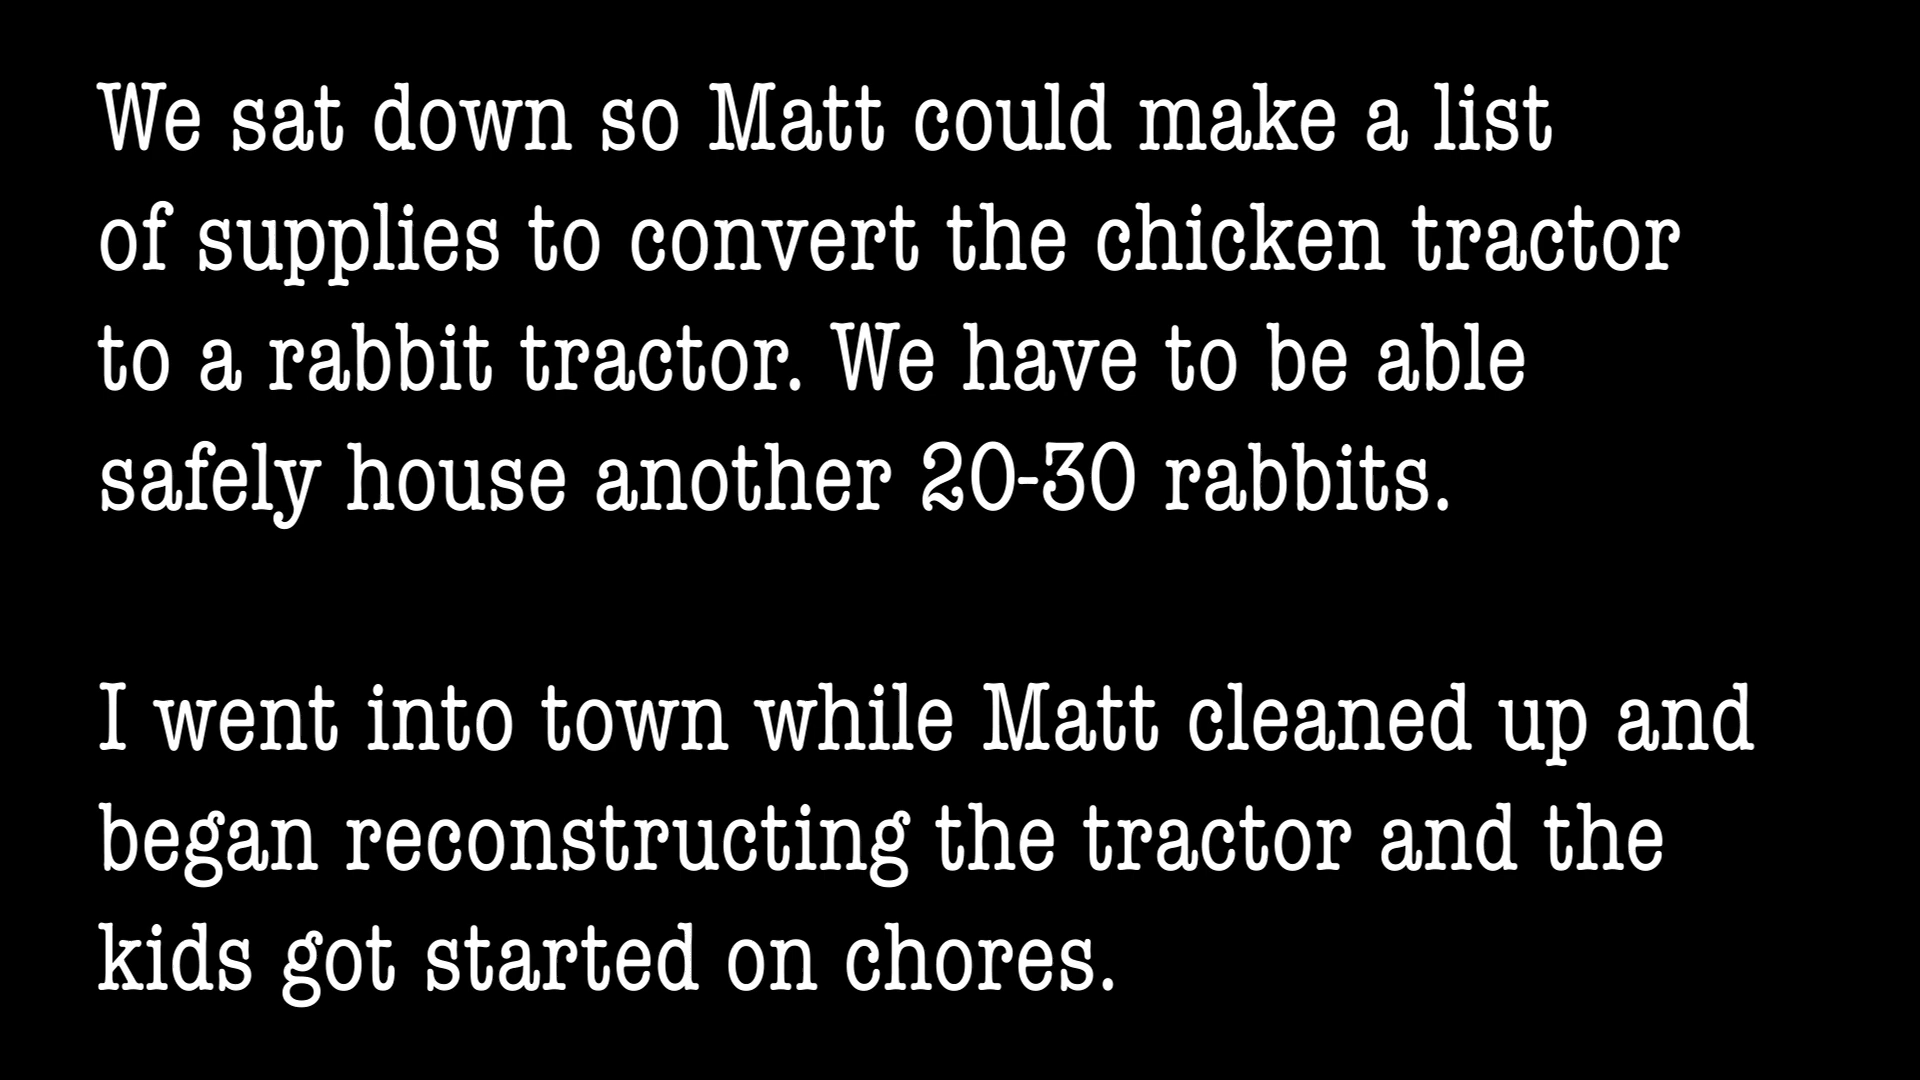 We sat down so Matt could make a list
of supplies to convert the chicken tractor
to a rabbit tractor. We have to be able
safely house another 20-30 rabbits.
I went into town while Matt cleaned up and
began reconstructing the tractor and the
kids got started on chores.